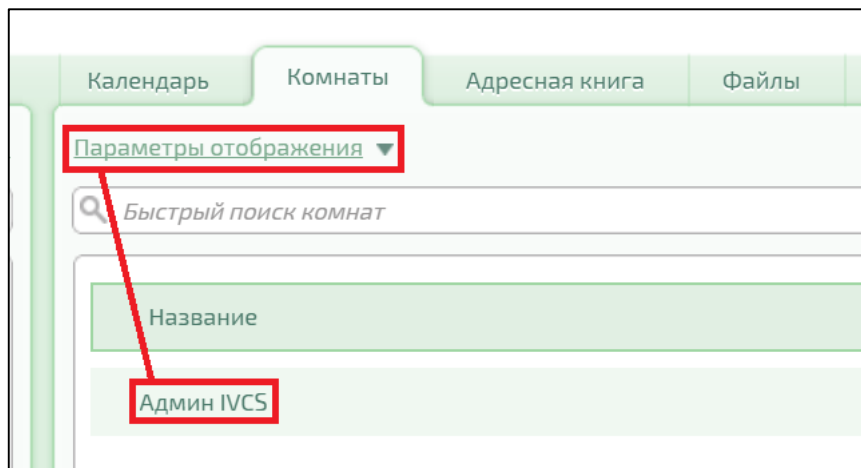 Календарь Комнаты Адресная книга Файлы
Параметры отображения
Быстрый поиск комнат
Название
Админ IVCS